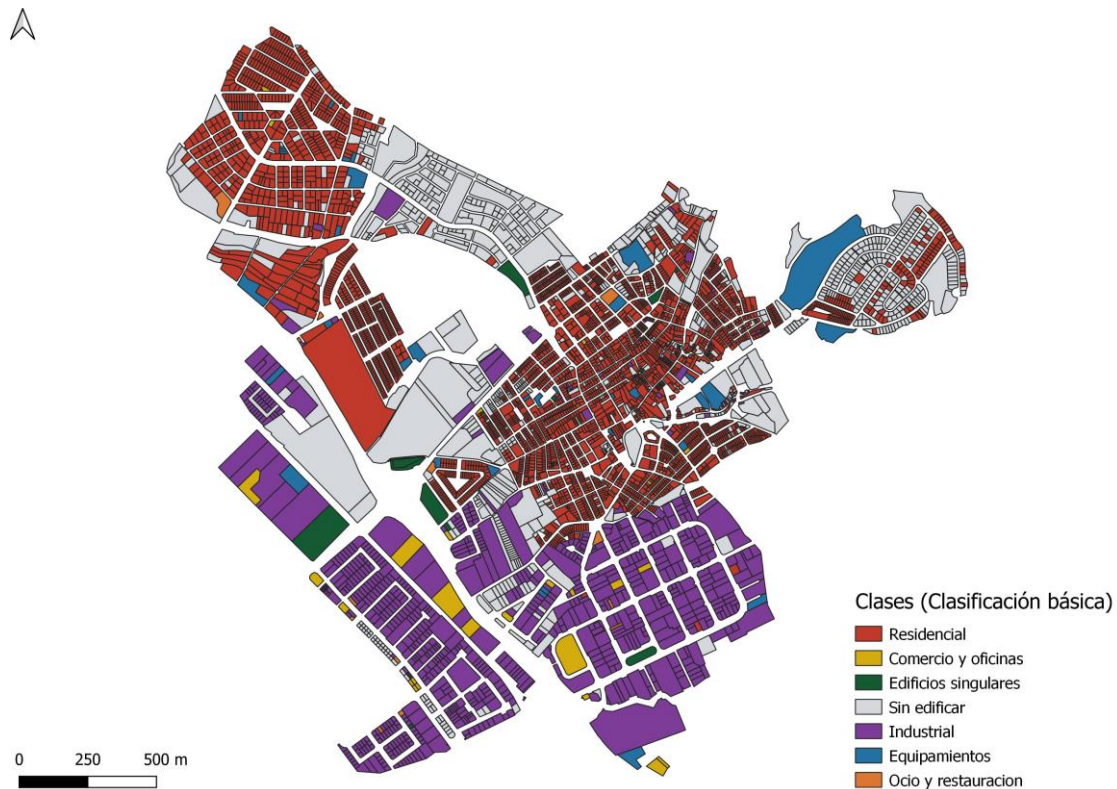 Clases (Clasificación básica)
Residencial
Comercio y oficinas
Edificios singulares
Sin edificar
Industrial
Equipamientos
Ocio y restauracion
0 250 500 m